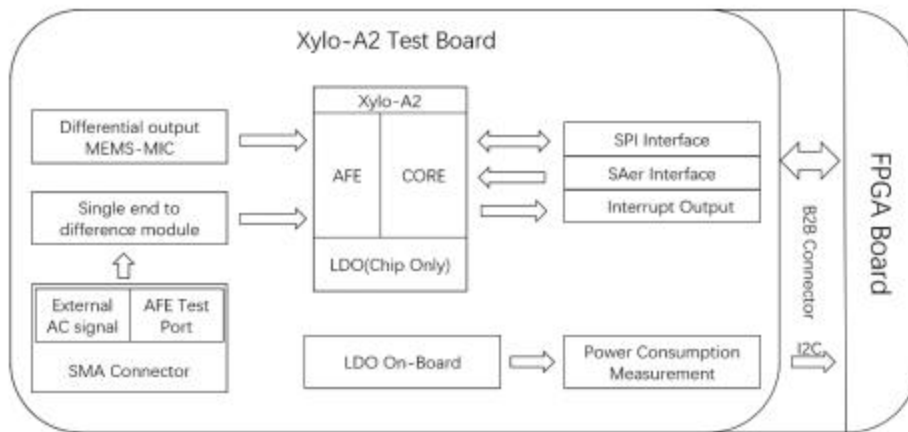 Xylo-A2 Test Board
Differential output
MEMS-MIC
Single end to
difference module
External
AC signal
AFE Test
Port
SMA Connector
Xylo-A2
AFE
CORE
LDO(Chip Only)
LDO On-Board
SPI Interface
SAer Interface
Interrupt Output
Power Consumption
Measurement
B2B Connector
I2C
FPGA Board